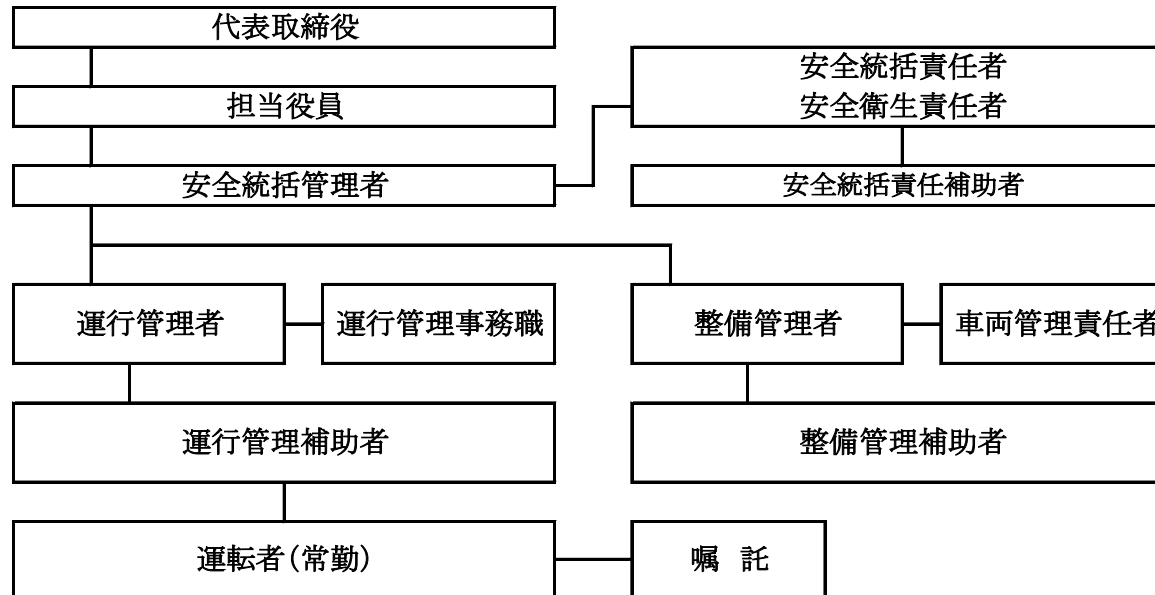 代表取締役
安全統括責任者
安全衛生責任者
担当役員
安全統括管理者
安全統括責任補助者
運行管理者
運行管理事務職
整備管理者
車両管理責任者
運行管理補助者
整備管理補助者
運転者(常勤)
嘱 託